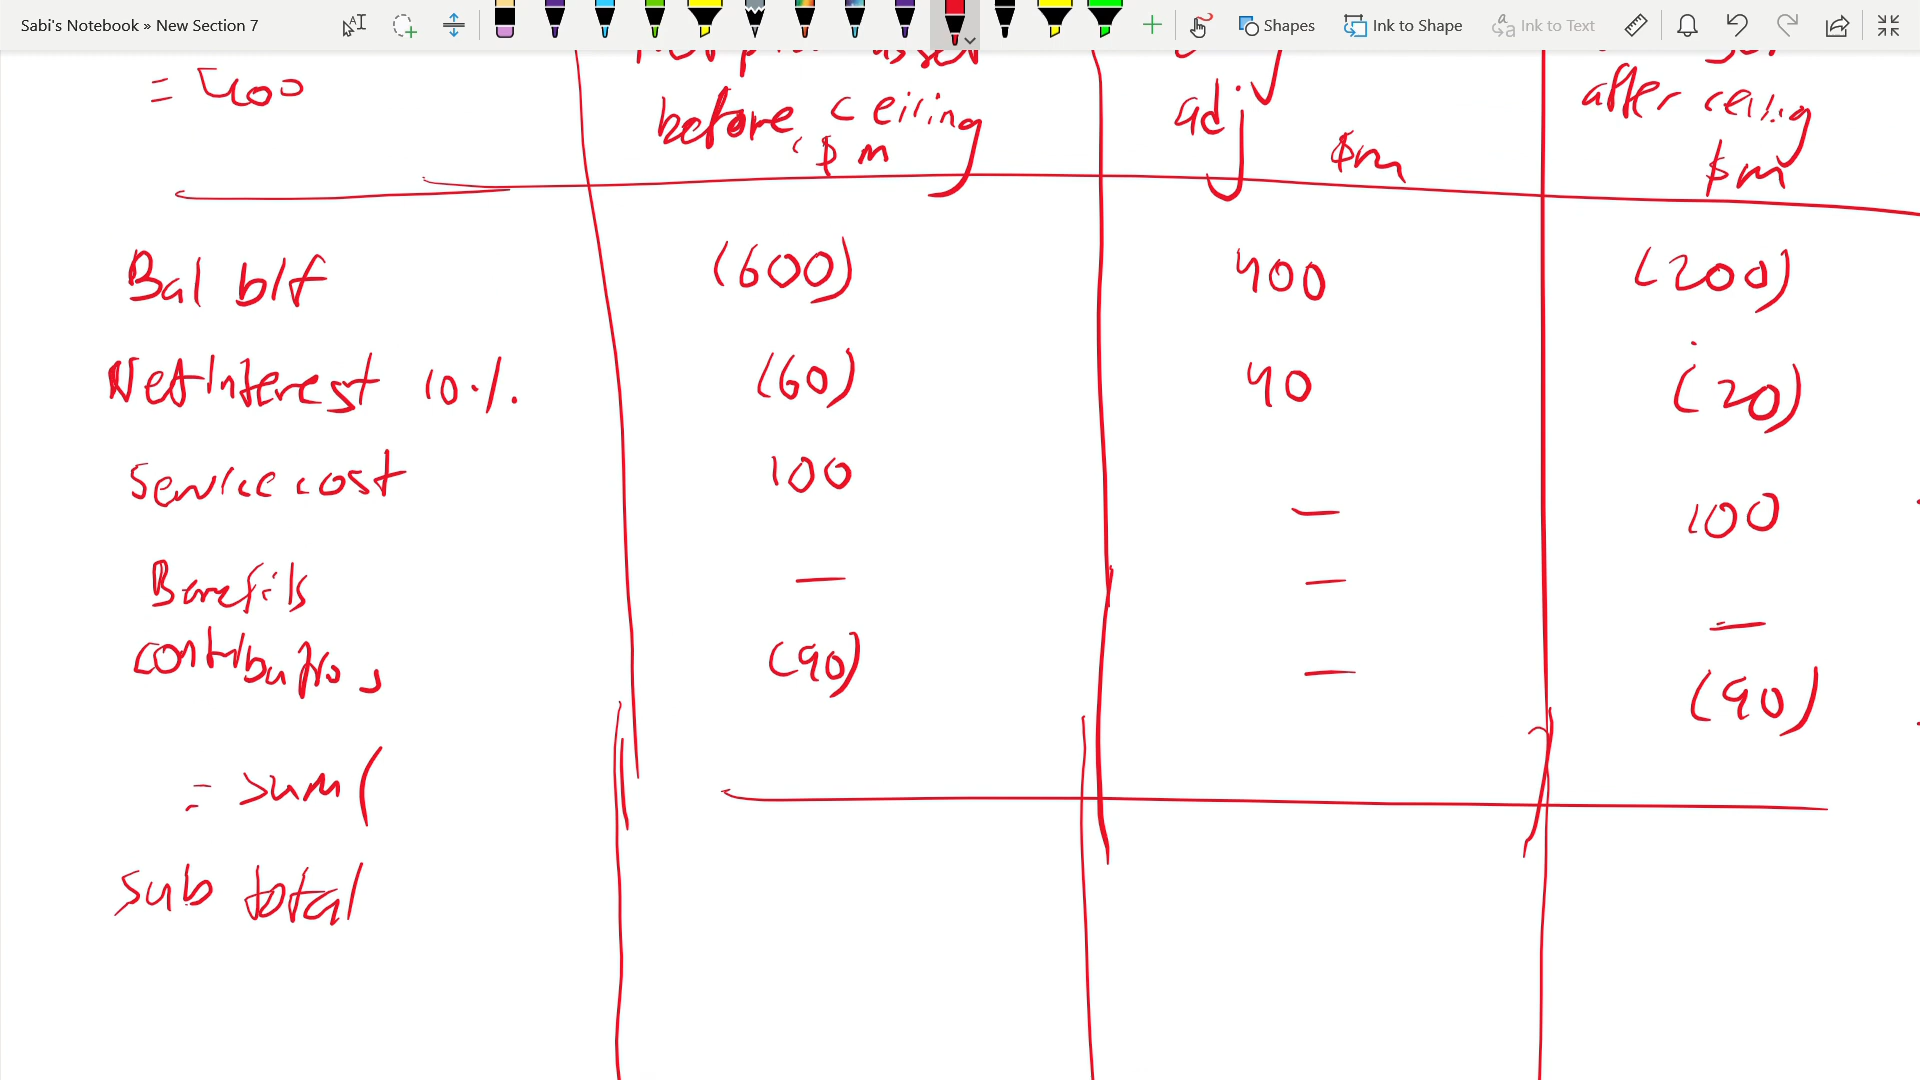 Sabi's Notebook » New Section 7
Shapes Ink to Shape Ink to Text
asset
before ceiling
$m
adj
$m
after ceiling
$m
Bal b/f (600) 400 (200)
Net Interest 10% (60) 40 (20)
Service cost 100 — 100
Benefits — — —
contributions (90) — (90)
= sum (
sub total